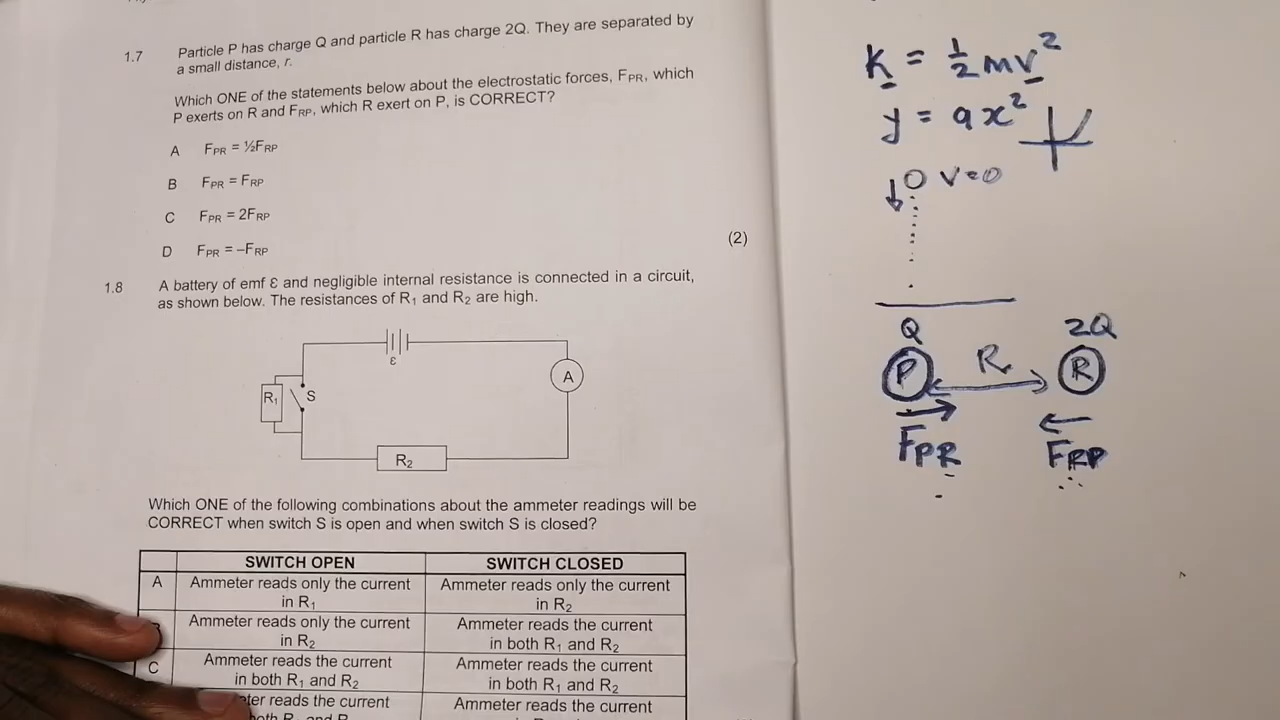 1.7 Particle P has charge Q and particle R has charge 2Q. They are separated by
a small distance, r.
Which ONE of the statements below about the electrostatic forces, FPR, which
P exerts on R and FRP, which R exert on P, is CORRECT?
A FPR = ½FRP
B FPR = FRP
C FPR = 2FRP
D FPR = –FRP
(2)
1.8 A battery of emf ε and negligible internal resistance is connected in a circuit,
as shown below. The resistances of R1 and R2 are high.
ε
A
R1 S
R2
Which ONE of the following combinations about the ammeter readings will be
CORRECT when switch S is open and when switch S is closed?
SWITCH OPEN SWITCH CLOSED
A Ammeter reads only the current Ammeter reads only the current
in R1 in R2
Ammeter reads only the current Ammeter reads the current
in R2 in both R1 and R2
C Ammeter reads the current Ammeter reads the current
in both R1 and R2 in both R1 and R2
reads the current Ammeter reads the current
K = ½mv²
y = ax²
v=0
Q 2Q
P R R
FPR FRP